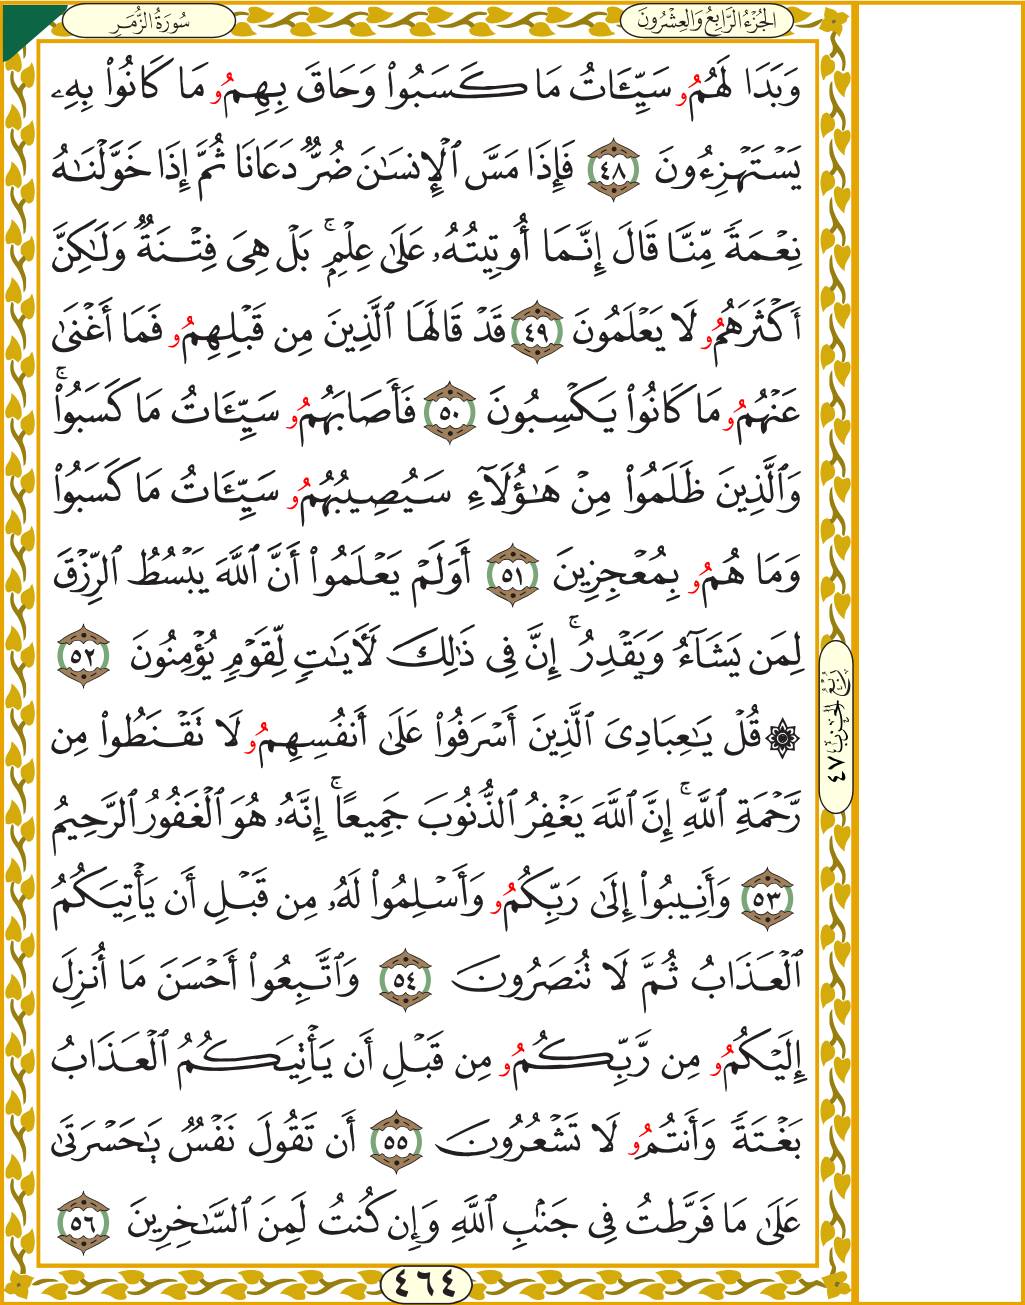 الجُزْءُ الرَّابِعُ وَالعِشْرُونَ
سُورَةُ الزُّمَرِ
وَبَدَا لَهُمُۥ سَيِّـَٔاتُ مَا كَسَبُوا۟ وَحَاقَ بِهِمُۥ مَا كَانُوا۟ بِهِۦ
يَسْتَهْزِءُونَ ٤٨ فَإِذَا مَسَّ ٱلْإِنسَـٰنَ ضُرٌّ دَعَانَا ثُمَّ إِذَا خَوَّلْنَـٰهُ
نِعْمَةً مِّنَّا قَالَ إِنَّمَا أُوتِيتُهُۥ عَلَىٰ عِلْمٍۭ ۚ بَلْ هِىَ فِتْنَةٌ وَلَـٰكِنَّ
أَكْثَرَهُمُۥ لَا يَعْلَمُونَ ٤٩ قَدْ قَالَهَا ٱلَّذِينَ مِن قَبْلِهِمُۥ فَمَا أَغْنَىٰ
عَنْهُمُۥ مَا كَانُوا۟ يَكْسِبُونَ ٥٠ فَأَصَابَهُمُۥ سَيِّـَٔاتُ مَا كَسَبُوا۟ ۚ
وَٱلَّذِينَ ظَلَمُوا۟ مِنْ هَـٰٓؤُلَآءِ سَيُصِيبُهُمُۥ سَيِّـَٔاتُ مَا كَسَبُوا۟
وَمَا هُمُۥ بِمُعْجِزِينَ ٥١ أَوَلَمْ يَعْلَمُوا۟ أَنَّ ٱللَّهَ يَبْسُطُ ٱلرِّزْقَ
لِمَن يَشَآءُ وَيَقْدِرُ ۚ إِنَّ فِى ذَٰلِكَ لَـَٔايَـٰتٍ لِّقَوْمٍ يُؤْمِنُونَ ٥٢
۞ قُلْ يَـٰعِبَادِىَ ٱلَّذِينَ أَسْرَفُوا۟ عَلَىٰ أَنفُسِهِمُۥ لَا تَقْنَطُوا۟ مِن
رَّحْمَةِ ٱللَّهِ ۚ إِنَّ ٱللَّهَ يَغْفِرُ ٱلذُّنُوبَ جَمِيعًا ۚ إِنَّهُۥ هُوَ ٱلْغَفُورُ ٱلرَّحِيمُ
٥٣ وَأَنِيبُوا۟ إِلَىٰ رَبِّكُمُۥ وَأَسْلِمُوا۟ لَهُۥ مِن قَبْلِ أَن يَأْتِيَكُمُ
ٱلْعَذَابُ ثُمَّ لَا تُنصَرُونَ ٥٤ وَٱتَّبِعُوا۟ أَحْسَنَ مَا أُنزِلَ
إِلَيْكُمُۥ مِن رَّبِّكُمُۥ مِن قَبْلِ أَن يَأْتِيَكُمُ ٱلْعَذَابُ
بَغْتَةً وَأَنتُمُۥ لَا تَشْعُرُونَ ٥٥ أَن تَقُولَ نَفْسٌ يَـٰحَسْرَتَىٰ
عَلَىٰ مَا فَرَّطتُ فِى جَنۢبِ ٱللَّهِ وَإِن كُنتُ لَمِنَ ٱلسَّـٰخِرِينَ ٥٦
رُبْعُ الحِزْبِ ٤٧
٤٦٤